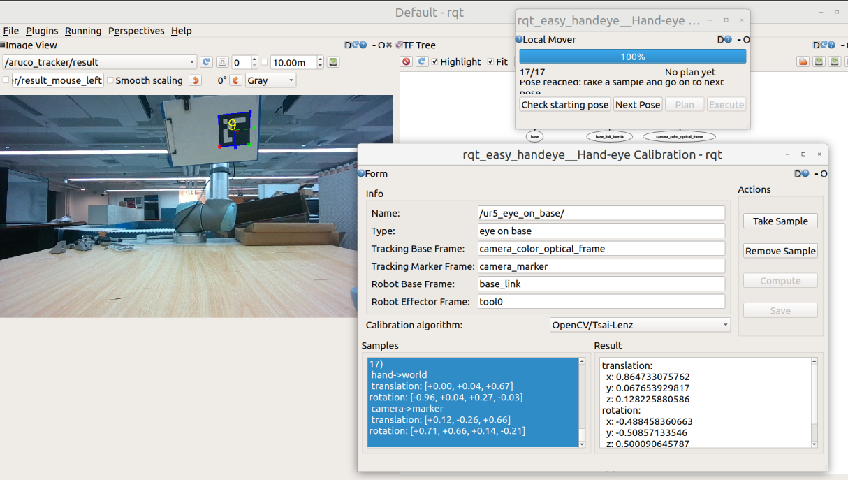 Default - rqt
File Plugins Running Perspectives Help
Image View
/aruco_tracker/result
0
10.00m
r/result_mouse_left
Smooth scaling
0°
Gray
TF Tree
Highlight
Fit
rqt_easy_handeye__Hand-eye ...
Local Mover
100%
17/17
No plan yet
Pose reached: take a sample and go on to next
pose
Check starting pose
Next Pose
Plan
Execute
base
camera_color_optical_frame
rqt_easy_handeye__Hand-eye Calibration - rqt
Form
Info
Name: /ur5_eye_on_base/
Type: eye on base
Tracking Base Frame: camera_color_optical_frame
Tracking Marker Frame: camera_marker
Robot Base Frame: base_link
Robot Effector Frame: tool0
Calibration algorithm: OpenCV/Tsai-Lenz
Actions
Take Sample
Remove Sample
Compute
Save
Samples
17)
hand->world
translation: [+0.00, +0.04, +0.67]
rotation: [-0.96, +0.04, +0.27, -0.03]
camera->marker
translation: [+0.12, -0.26, +0.66]
rotation: [+0.71, +0.66, +0.14, -0.21]
Result
translation:
x: 0.864733075762
y: 0.067653929817
z: 0.128225880586
rotation:
x: -0.488458360663
y: -0.50857133546
z: 0.500090645787